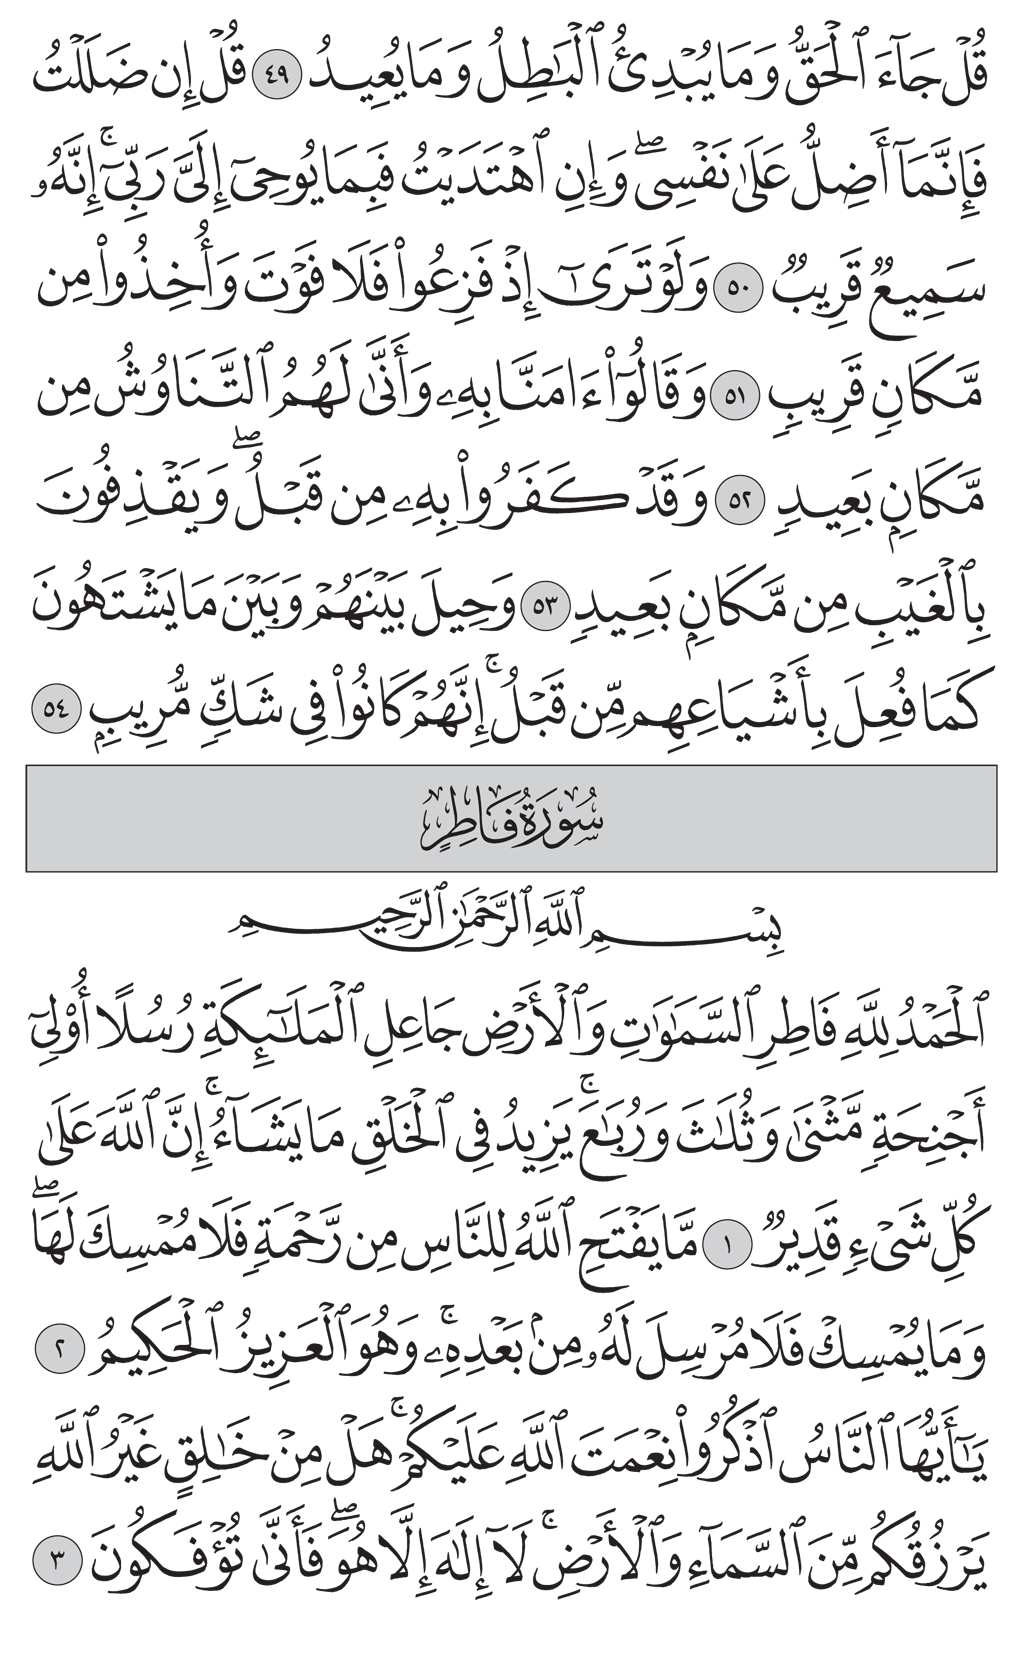 قُلْ جَآءَ ٱلْحَقُّ وَمَا يُبْدِئُ ٱلْبَٰطِلُ وَمَا يُعِيدُ ٤٩ قُلْ إِن ضَلَلْتُ
فَإِنَّمَآ أَضِلُّ عَلَىٰ نَفْسِىۖ وَإِنِ ٱهْتَدَيْتُ فَبِمَا يُوحِىٓ إِلَىَّ رَبِّىٓۚ إِنَّهُۥ
سَمِيعٌ قَرِيبٌ ٥٠ وَلَوْ تَرَىٰٓ إِذْ فَزِعُوا۟ فَلَا فَوْتَ وَأُخِذُوا۟ مِن
مَّكَانٍ قَرِيبٍ ٥١ وَقَالُوٓا۟ ءَامَنَّا بِهِۦ وَأَنَّىٰ لَهُمُ ٱلتَّنَاوُشُ مِن
مَّكَانٍۭ بَعِيدٍ ٥٢ وَقَدْ كَفَرُوا۟ بِهِۦ مِن قَبْلُۖ وَيَقْذِفُونَ
بِٱلْغَيْبِ مِن مَّكَانٍۭ بَعِيدٍ ٥٣ وَحِيلَ بَيْنَهُمْ وَبَيْنَ مَا يَشْتَهُونَ
كَمَا فُعِلَ بِأَشْيَاعِهِم مِّن قَبْلُۚ إِنَّهُمْ كَانُوا۟ فِى شَكٍّ مُّرِيبٍۭ ٥٤
سُورَةُ فَاطِرٍ
بِسْمِ ٱللَّهِ ٱلرَّحْمَٰنِ ٱلرَّحِيمِ
ٱلْحَمْدُ لِلَّهِ فَاطِرِ ٱلسَّمَٰوَٰتِ وَٱلْأَرْضِ جَاعِلِ ٱلْمَلَٰٓئِكَةِ رُسُلًا أُو۟لِىٓ
أَجْنِحَةٍ مَّثْنَىٰ وَثُلَٰثَ وَرُبَٰعَۚ يَزِيدُ فِى ٱلْخَلْقِ مَا يَشَآءُۚ إِنَّ ٱللَّهَ عَلَىٰ
كُلِّ شَىْءٍ قَدِيرٌ ١ مَّا يَفْتَحِ ٱللَّهُ لِلنَّاسِ مِن رَّحْمَةٍ فَلَا مُمْسِكَ لَهَاۖ
وَمَا يُمْسِكْ فَلَا مُرْسِلَ لَهُۥ مِنۢ بَعْدِهِۦۚ وَهُوَ ٱلْعَزِيزُ ٱلْحَكِيمُ ٢
يَٰٓأَيُّهَا ٱلنَّاسُ ٱذْكُرُوا۟ نِعْمَتَ ٱللَّهِ عَلَيْكُمْۚ هَلْ مِنْ خَٰلِقٍ غَيْرُ ٱللَّهِ
يَرْزُقُكُم مِّنَ ٱلسَّمَآءِ وَٱلْأَرْضِۚ لَآ إِلَٰهَ إِلَّا هُوَۖ فَأَنَّىٰ تُؤْفَكُونَ ٣